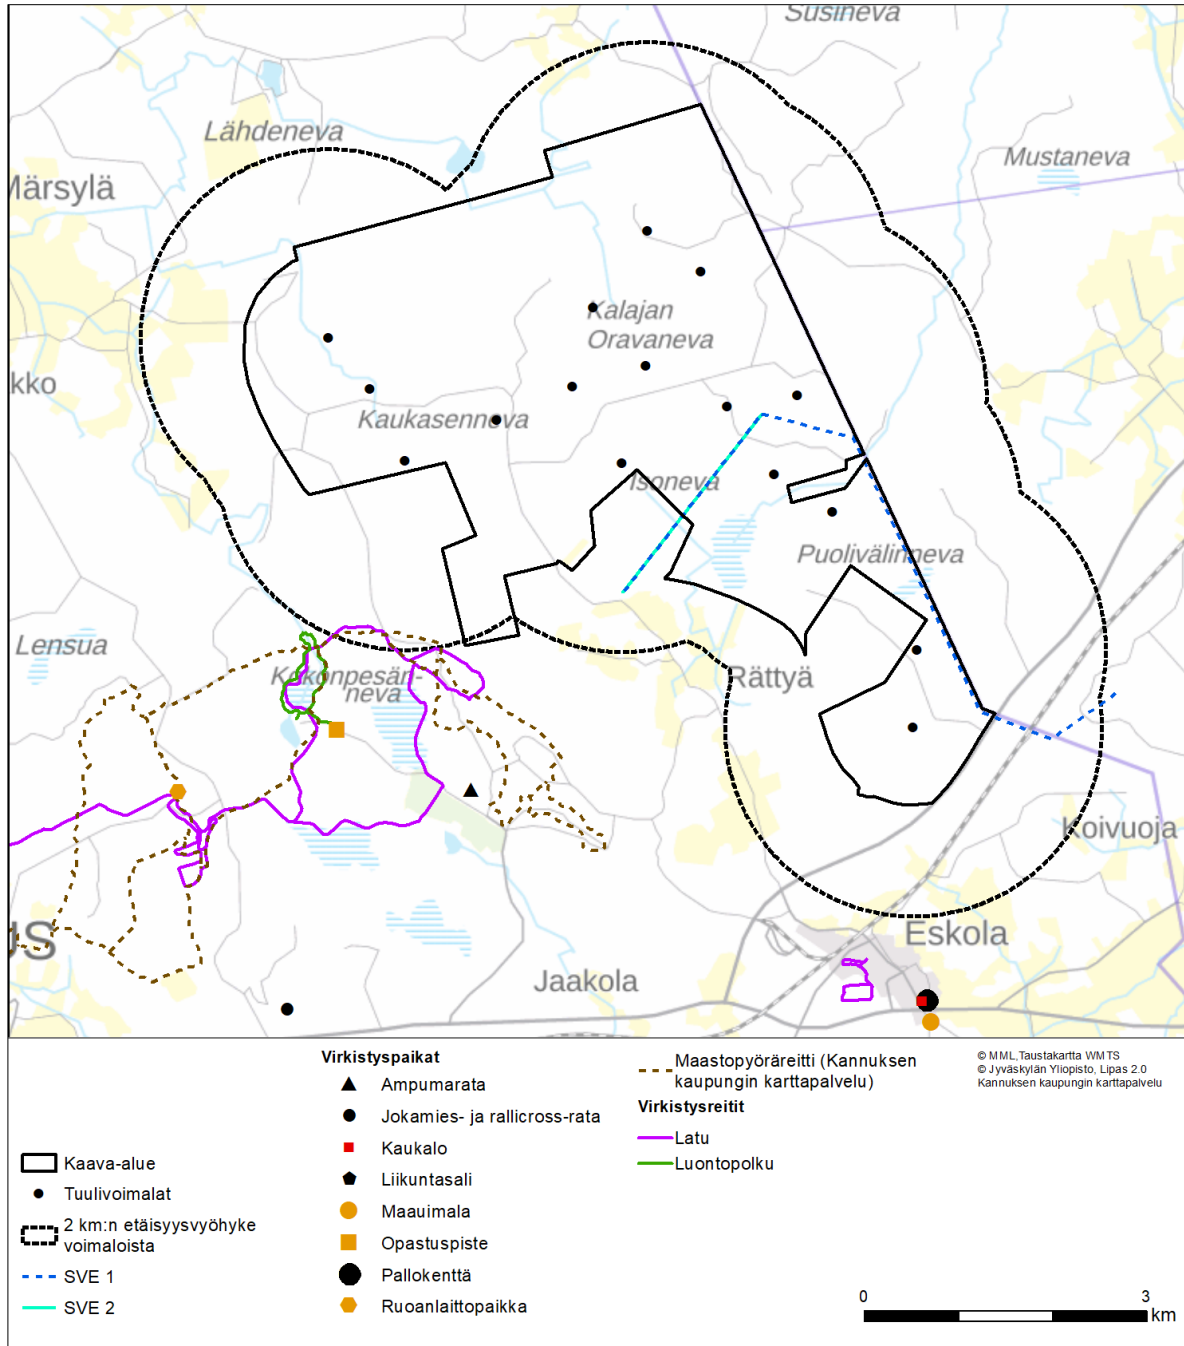 Susineva
Lähdeneva
Mustaneva
Märsylä
Kalajan
Oravaneva
kko
Kaukasenneva
Isoneva
Puolivälinneva
Lensua
Kokonpesän-
neva
Rättyä
Koivuoja
US
Eskola
Jaakola
Virkistyspaikat
Ampumarata
Jokamies- ja rallicross-rata
Kaukalo
Liikuntasali
Maauimala
Opastuspiste
Pallokenttä
Ruoanlaittopaikka
Kaava-alue
Tuulivoimalat
2 km:n etäisyysvyöhyke
voimaloista
SVE 1
SVE 2
Maastopyöräreitti (Kannuksen
kaupungin karttapalvelu)
Virkistysreitit
Latu
Luontopolku
© MML,Taustakartta WMTS
© Jyväskylän Yliopisto, Lipas 2.0
Kannuksen kaupungin karttapalvelu
0 3
km